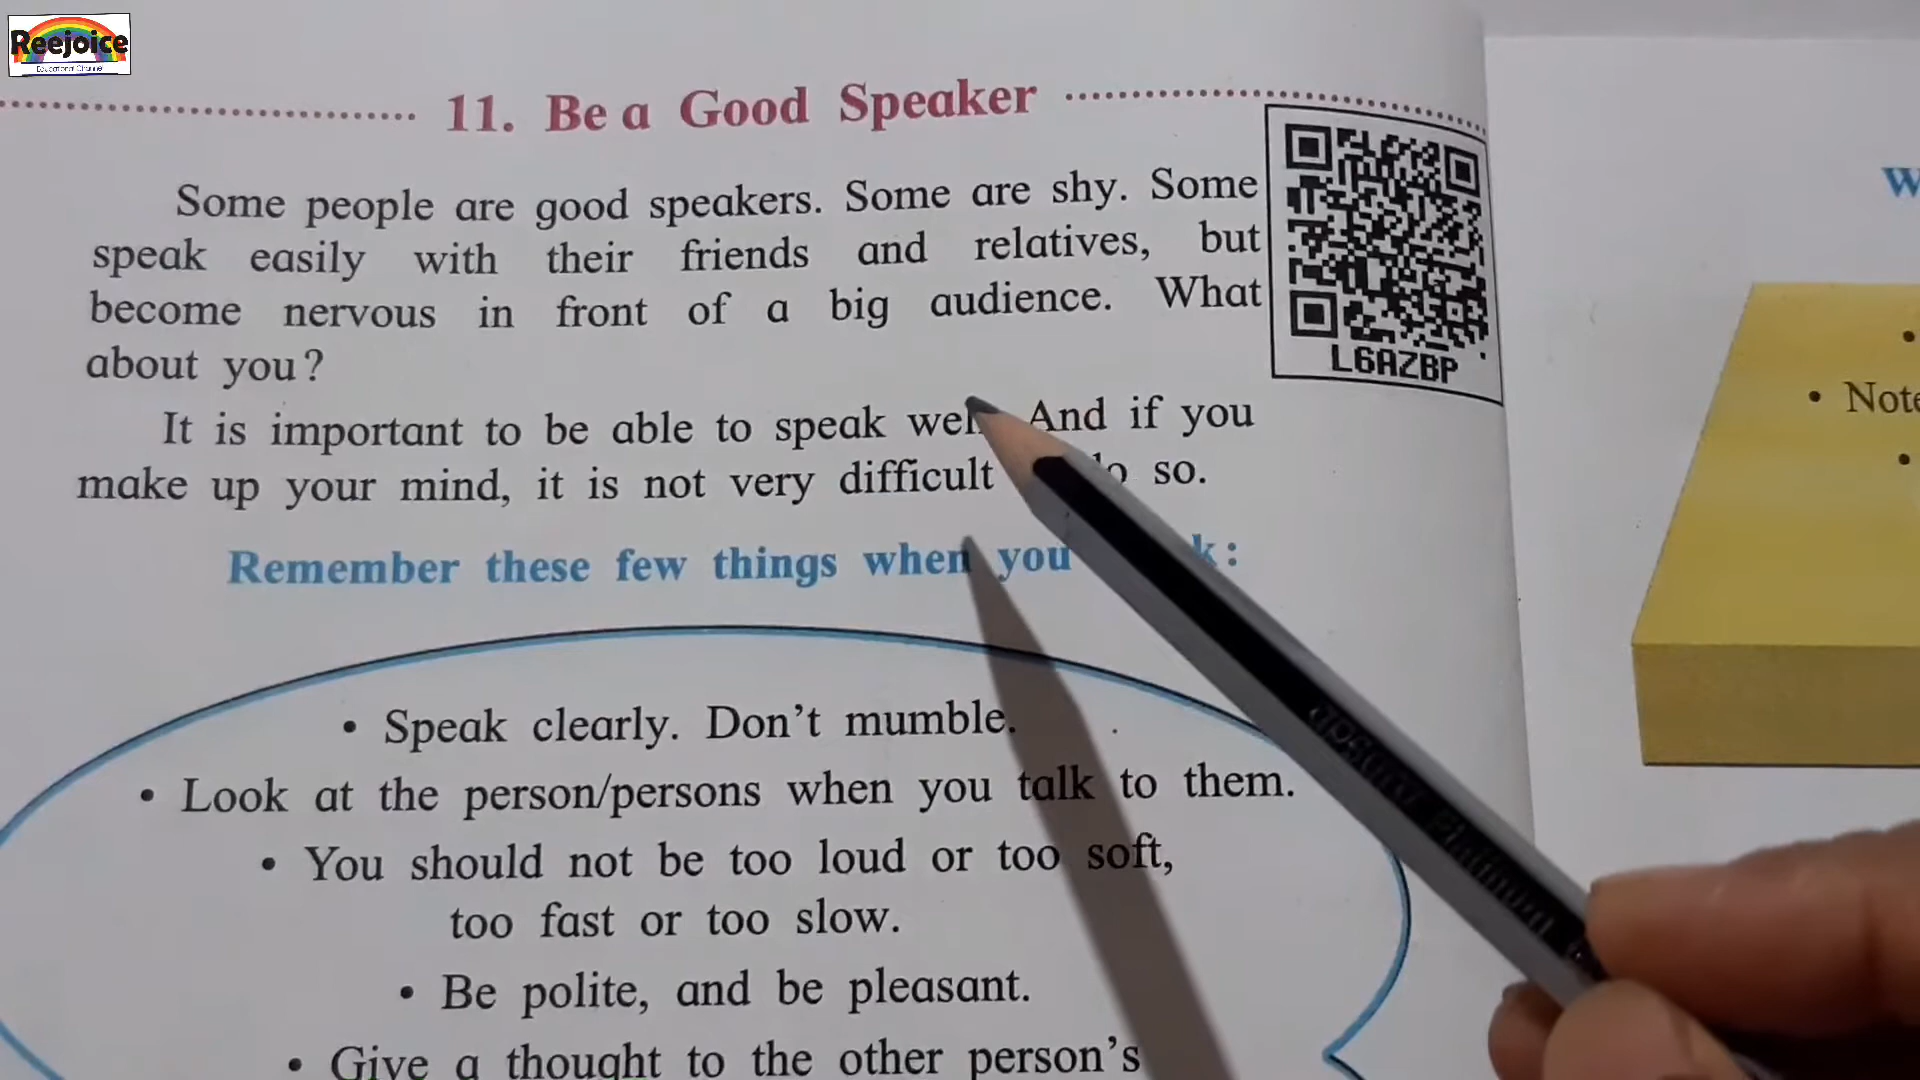 Reejoice
Educational Channel
11. Be a Good Speaker
Some people are good speakers. Some are shy. Some
speak easily with their friends and relatives, but
become nervous in front of a big audience. What
about you?
L6AZBP
It is important to be able to speak And if you
make up your mind, it is not very difficult so.
Remember these few things when you :
• Speak clearly. Don't mumble.
• Look at the person/persons when you talk to them.
• You should not be too loud or too soft,
too fast or too slow.
• Be polite, and be pleasant.
• Give a thought to the other person's
W
• Note
apsara Platinum